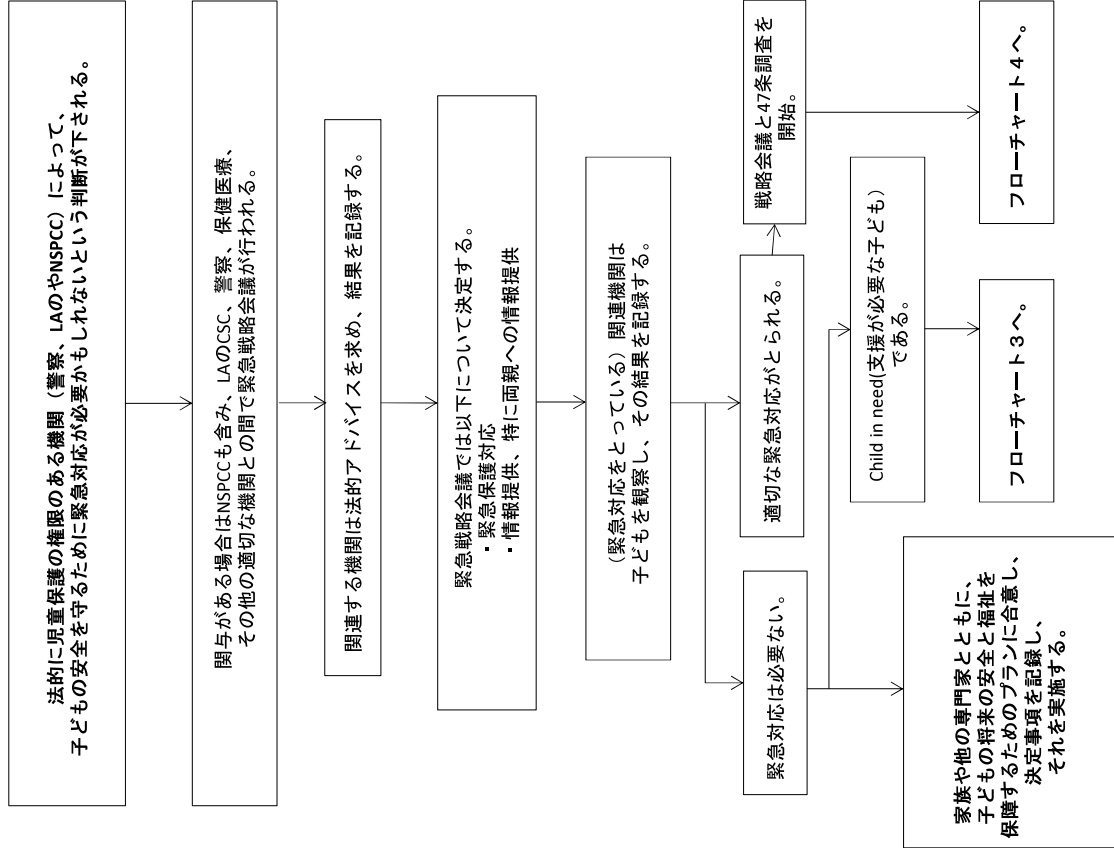 法的に児童保護の権限のある機関（警察、LAのやNSPCC）によって、
子どもの安全を守るために緊急対応が必要かもしれないという判断が下される。
関与がある場合はNSPCCも含み、LAのCSC、警察、保健医療、
その他の適切な機関との間で緊急戦略会議が行われる。
関連する機関は法的アドバイスを求め、結果を記録する。
緊急戦略会議では以下について決定する。
・緊急保護対応
・情報提供、特に両親への情報提供
（緊急対応をとっている）関連機関は
子どもを観察し、その結果を記録する。
緊急対応は必要ない。
適切な緊急対応がとられる。
戦略会議と47条調査を
開始。
家族や他の専門家とともに、
子どもの将来の安全と福祉を
保障するためのプランに合意し、
決定事項を記録し、
それを実施する。
Child in need(支援が必要な子ども)
である。
フローチャート３へ。
フローチャート４へ。